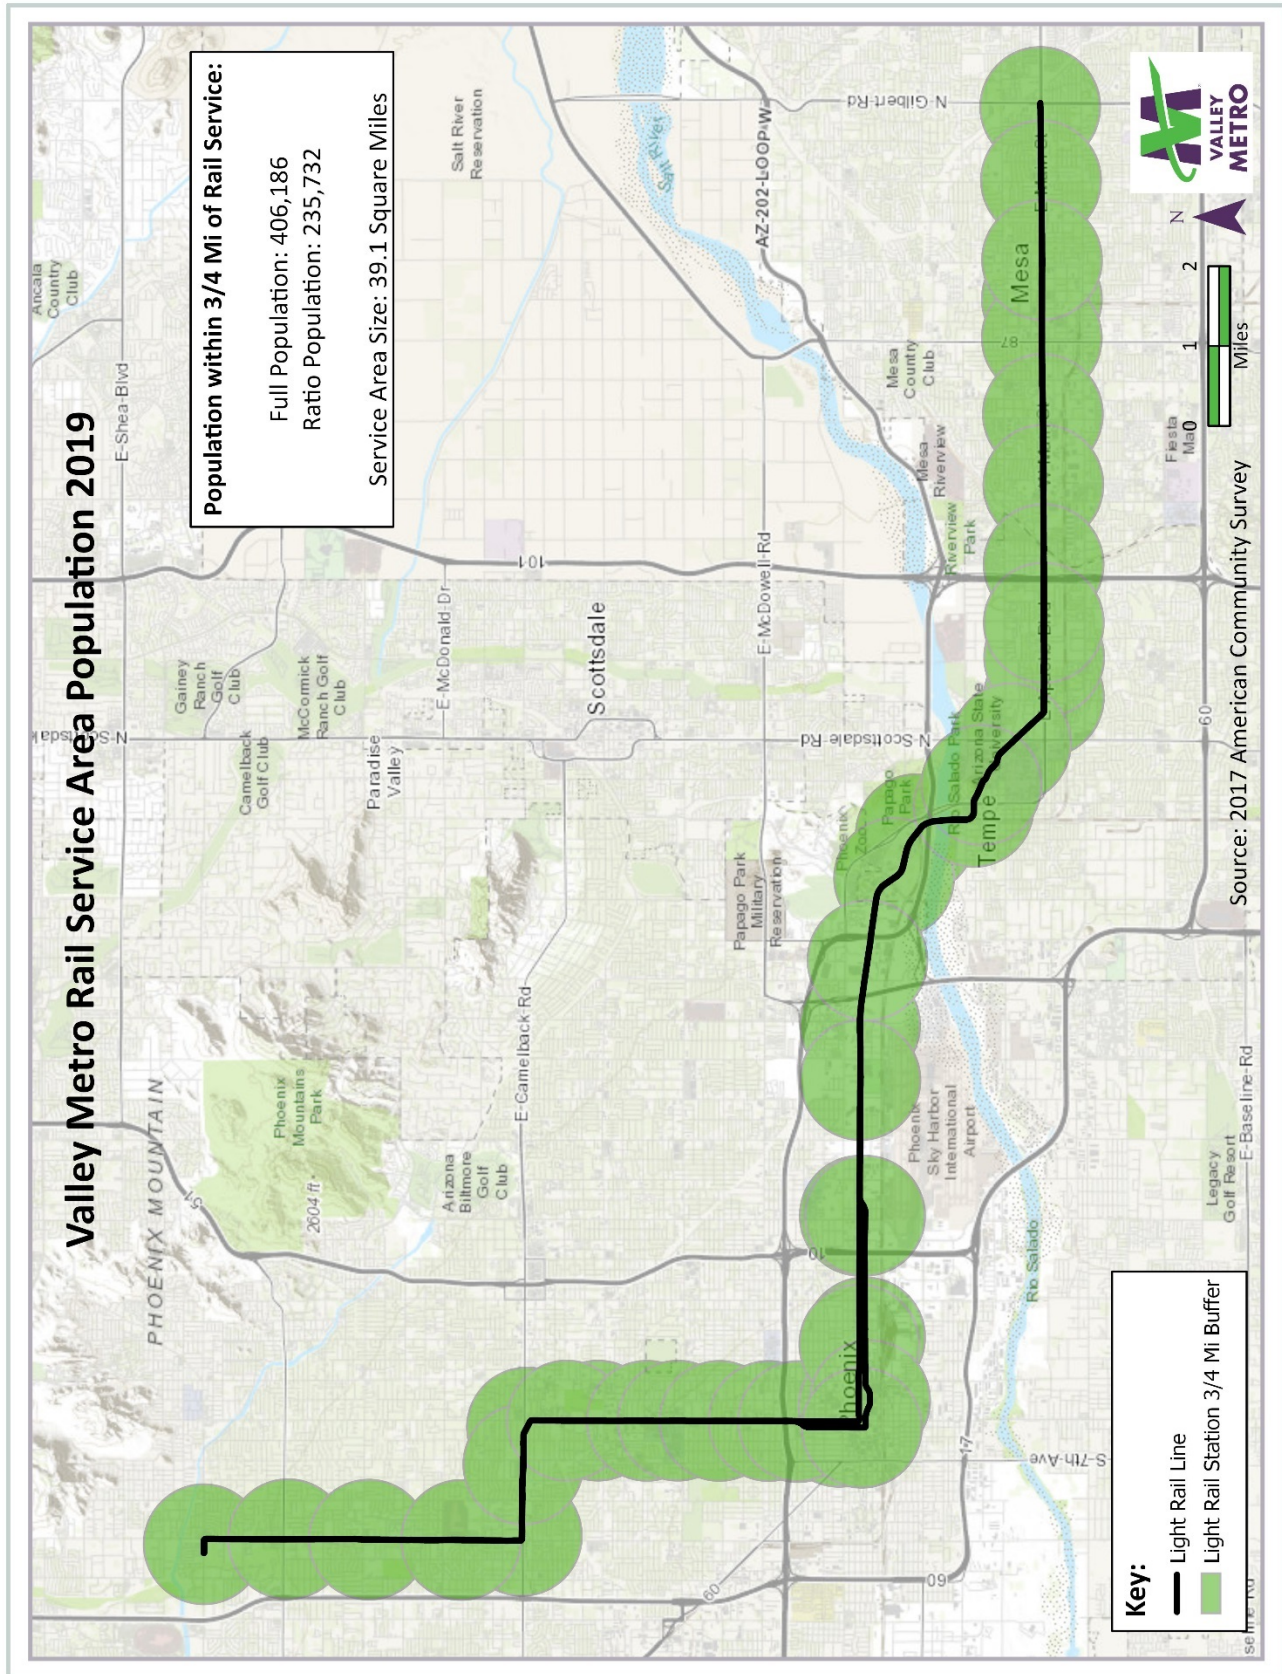 Valley Metro Rail Service Area Population 2019
Population within 3/4 Mi of Rail Service:
Full Population: 406,186
Ratio Population: 235,732
Service Area Size: 39.1 Square Miles
PHOENIX MOUNTAIN
51
Phoenix
Mountains
Park
2604 ft
Arizona
Biltmore
Golf
Club
E-Camelback-Rd
E-Shea-Blvd
Ancala
Country
Club
Gainey
Ranch
Golf
Club
McCormick
Ranch Golf
Club
Camelback
Golf Club
Paradise
Valley
E-McDonald-Dr
101
Salt River
Reservation
Scottsdale
E-McDowell-Rd
N-Scottsdale-Rd
Papago Park
Military
Reservation
Phoenix
Zoo
Papago
Park
Salt River
AZ-202-LOOP-W
N-Gilbert-Rd
Mesa
Country
Club
Mesa
Riverview
Riverview
Park
Mesa
87
Rio Salado Park
Arizona State
University
Tempe
Phoenix
10
Phoenix
Sky Harbor
International
Airport
Rio Salado
S-7th-Ave
17
60
60
60
Legacy
Golf Resort
E-Baseline-Rd
Fiesta
Mall
Key:
Light Rail Line
Light Rail Station 3/4 Mi Buffer
Source: 2017 American Community Survey
0 1 2
Miles
N
VALLEY
METRO